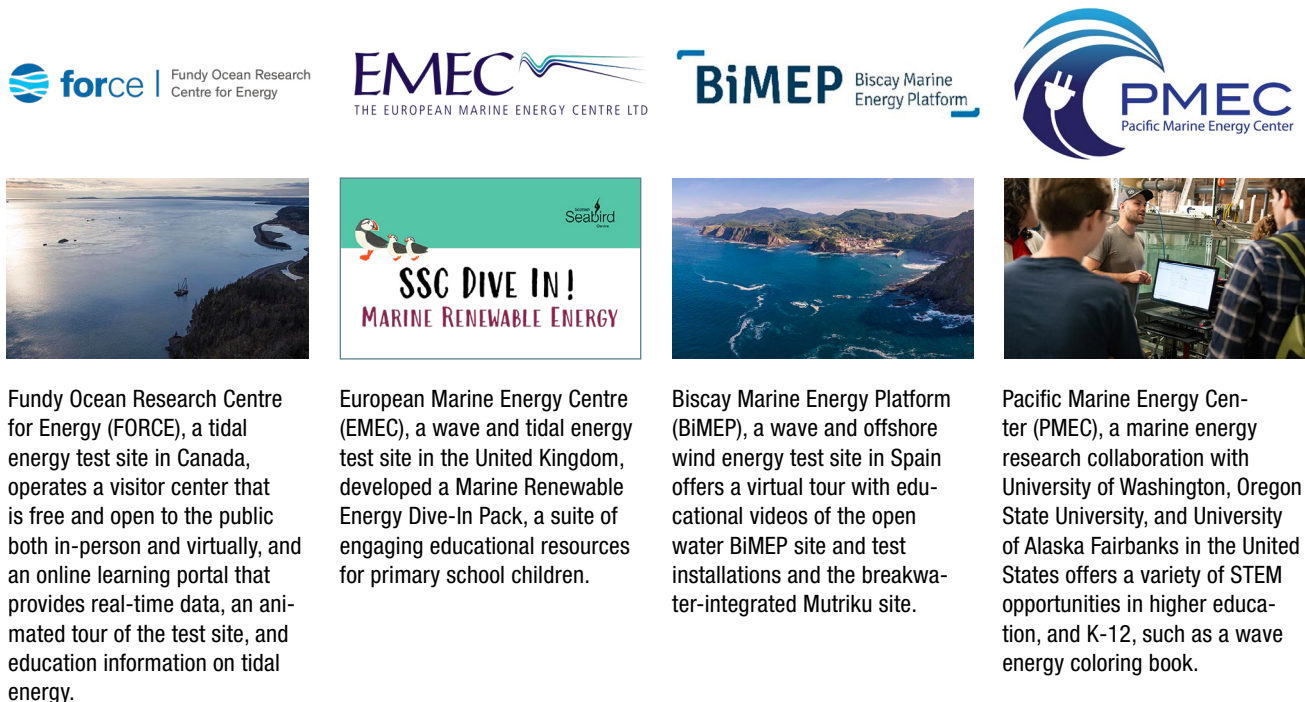 force | Fundy Ocean Research
Centre for Energy
EMEC
THE EUROPEAN MARINE ENERGY CENTRE LTD
BiMEP Biscay Marine
Energy Platform
PMEC
Pacific Marine Energy Center
Scottish
Seabird
Centre
SSC DIVE IN!
MARINE RENEWABLE ENERGY
Fundy Ocean Research Centre
for Energy (FORCE), a tidal
energy test site in Canada,
operates a visitor center that
is free and open to the public
both in-person and virtually, and
an online learning portal that
provides real-time data, an ani-
mated tour of the test site, and
education information on tidal
energy.
European Marine Energy Centre
(EMEC), a wave and tidal energy
test site in the United Kingdom,
developed a Marine Renewable
Energy Dive-In Pack, a suite of
engaging educational resources
for primary school children.
Biscay Marine Energy Platform
(BiMEP), a wave and offshore
wind energy test site in Spain
offers a virtual tour with edu-
cational videos of the open
water BiMEP site and test
installations and the breakwa-
ter-integrated Mutriku site.
Pacific Marine Energy Cen-
ter (PMEC), a marine energy
research collaboration with
University of Washington, Oregon
State University, and University
of Alaska Fairbanks in the United
States offers a variety of STEM
opportunities in higher educa-
tion, and K-12, such as a wave
energy coloring book.